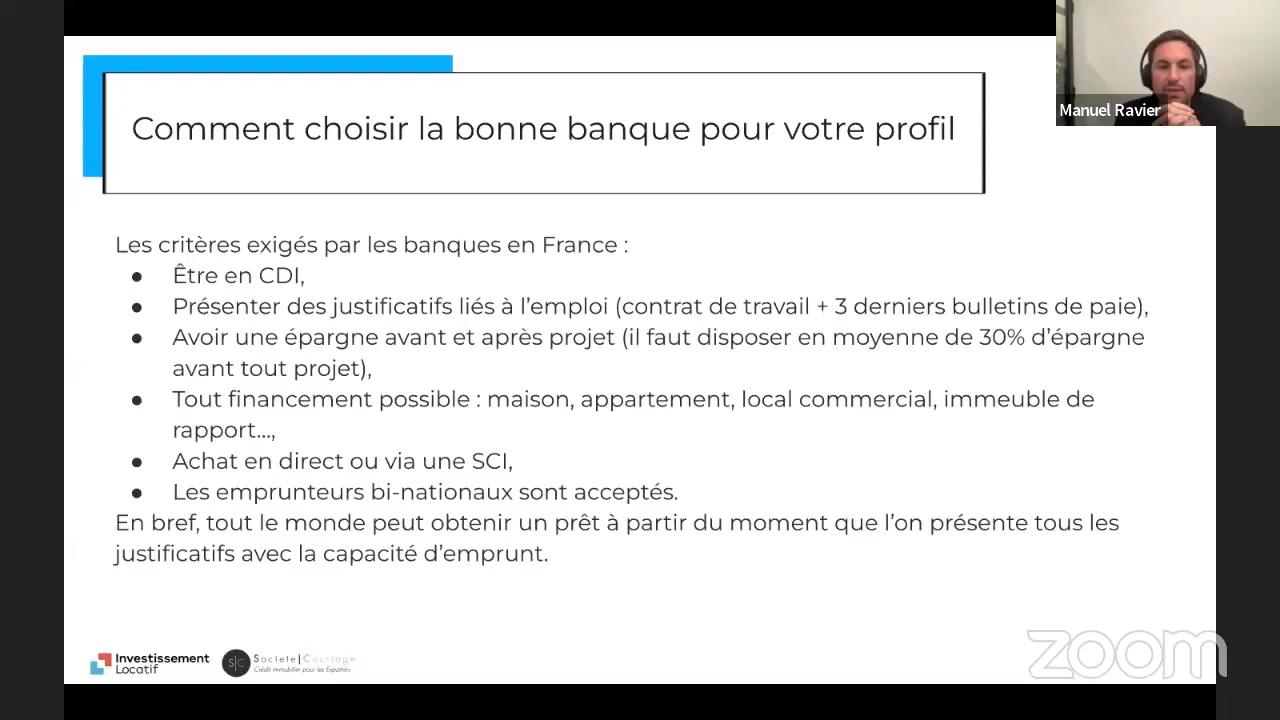 Comment choisir la bonne banque pour votre profil
Manuel Ravier
Les critères exigés par les banques en France :
● Être en CDI,
● Présenter des justificatifs liés à l’emploi (contrat de travail + 3 derniers bulletins de paie),
● Avoir une épargne avant et après projet (il faut disposer en moyenne de 30% d’épargne
avant tout projet),
● Tout financement possible : maison, appartement, local commercial, immeuble de
rapport…,
● Achat en direct ou via une SCI,
● Les emprunteurs bi-nationaux sont acceptés.
En bref, tout le monde peut obtenir un prêt à partir du moment que l’on présente tous les
justificatifs avec la capacité d’emprunt.
Investissement
Locatif
S|C
Societe|Courtage
Crédit immobilier pour les Expatriés
zoom